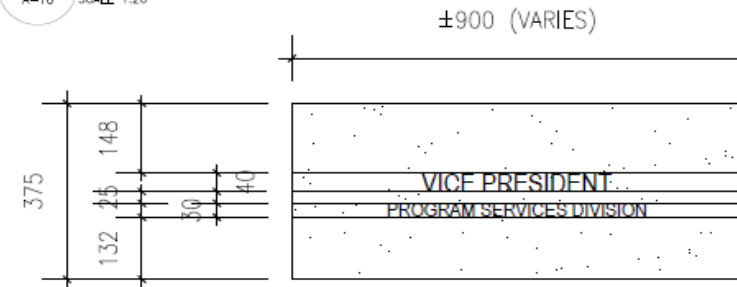 ±900 (VARIES)
148
375
25
40
30
132
VICE PRESIDENT
PROGRAM SERVICES DIVISION